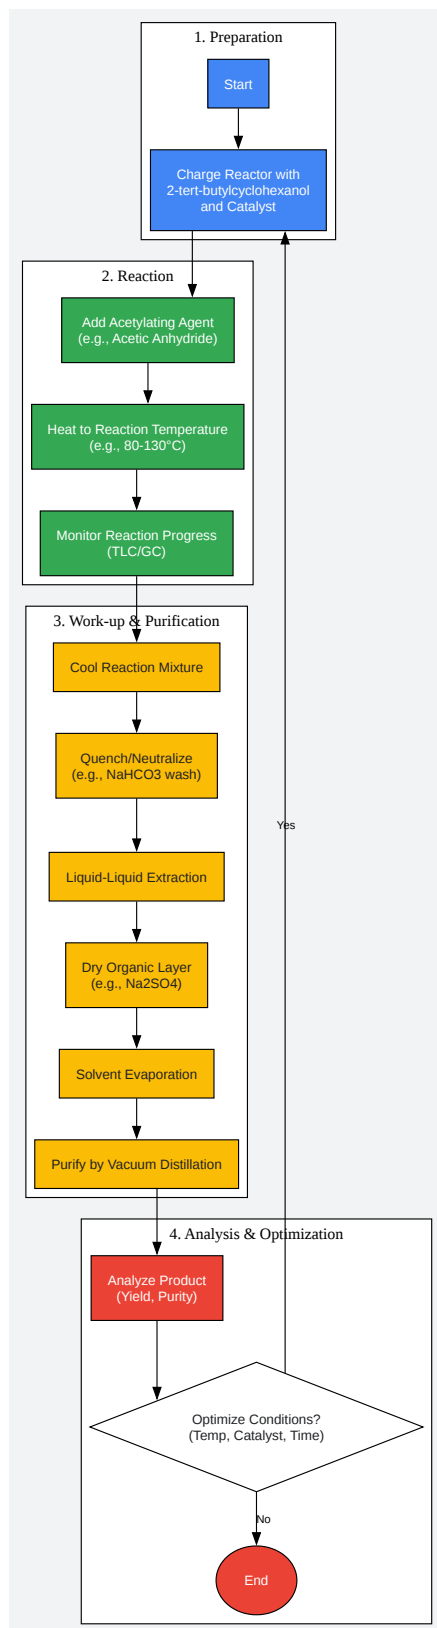 1. Preparation
Start
Charge Reactor with
2-tert-butylcyclohexanol
and Catalyst
2. Reaction
Add Acetylating Agent
(e.g., Acetic Anhydride)
Heat to Reaction Temperature
(e.g., 80-130°C)
Monitor Reaction Progress
(TLC/GC)
3. Work-up & Purification
Cool Reaction Mixture
Quench/Neutralize
(e.g., NaHCO3 wash)
Yes
Liquid-Liquid Extraction
Dry Organic Layer
(e.g., Na2SO4)
Solvent Evaporation
Purify by Vacuum Distillation
4. Analysis & Optimization
Analyze Product
(Yield, Purity)
Optimize Conditions?
(Temp, Catalyst, Time)
No
End